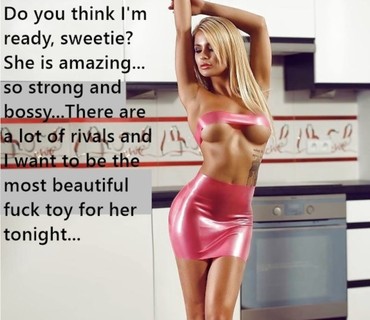 Do you think I'm
ready, sweetie?
She is amazing...
so strong and
bossy...There are
a lot of rivals and
I want to be the
most beautiful
fuck toy for her
tonight...